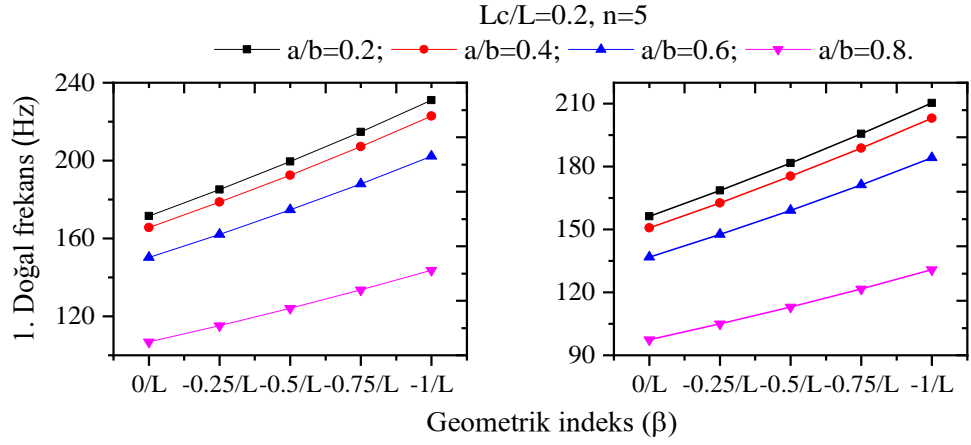 Lc/L=0.2, n=5
a/b=0.2; a/b=0.4; a/b=0.6; a/b=0.8.
1. Doğal frekans (Hz)
240
200
160
120
0/L -0.25/L -0.5/L -0.75/L -1/L
210
180
150
120
90
0/L -0.25/L -0.5/L -0.75/L -1/L
Geometrik indeks (β)